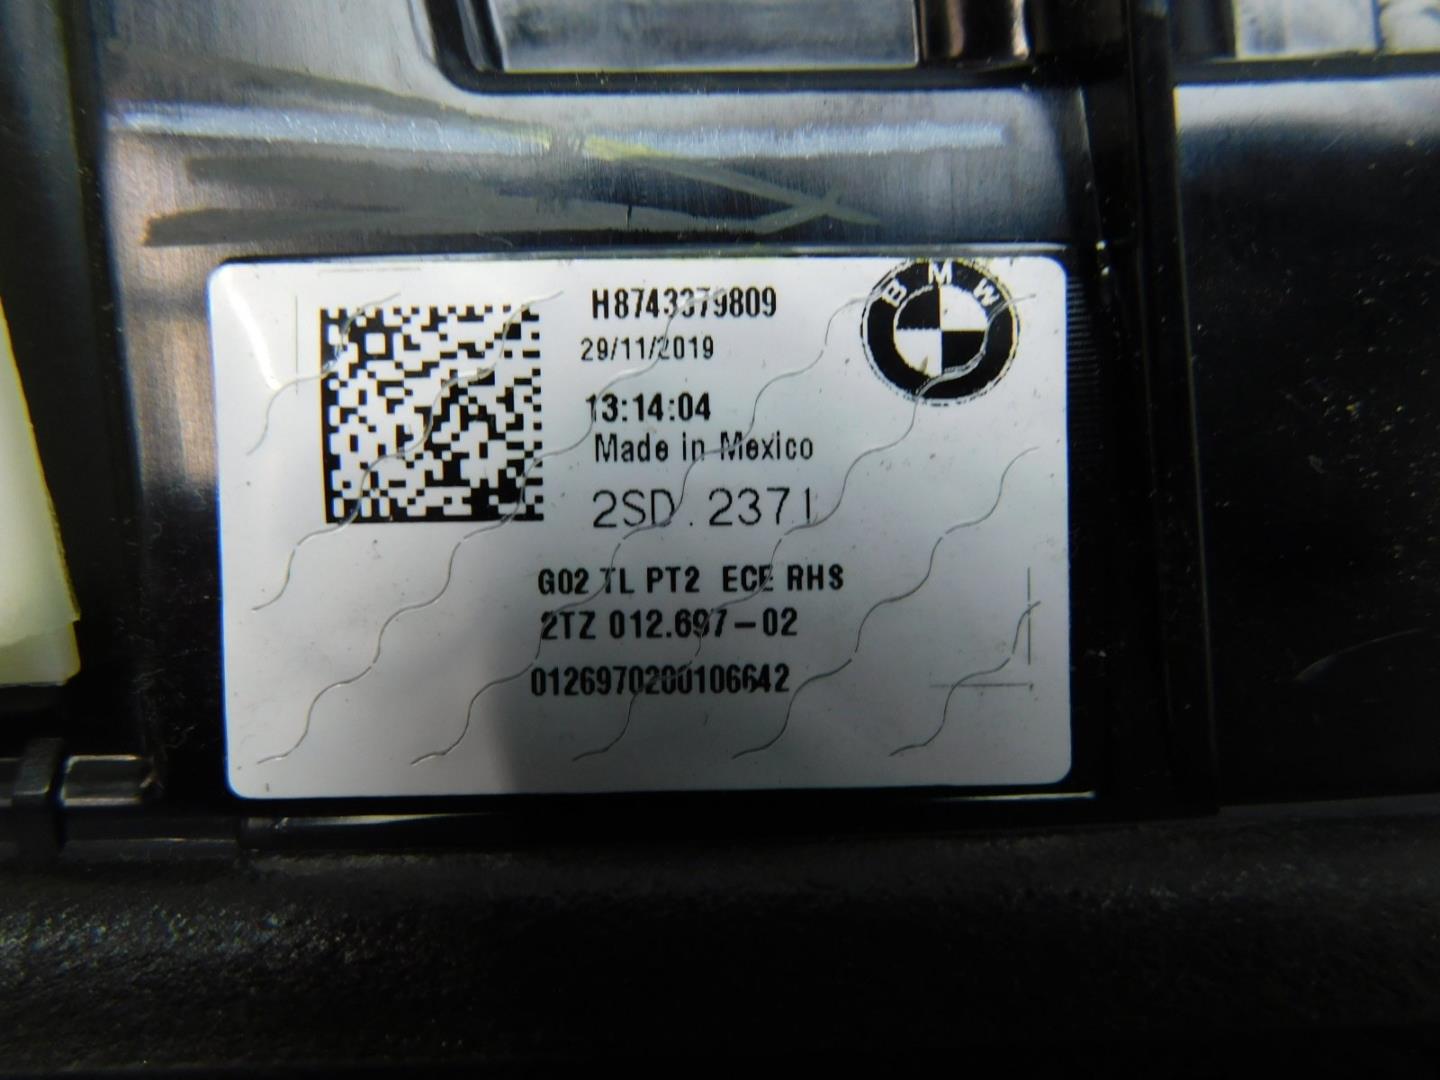 H8743379809
BMW
29/11/2019
13:14:04
Made in Mexico
2SD.2371
G02 TL PT2 ECE RHS
2TZ 012.697-02
0126970200106642